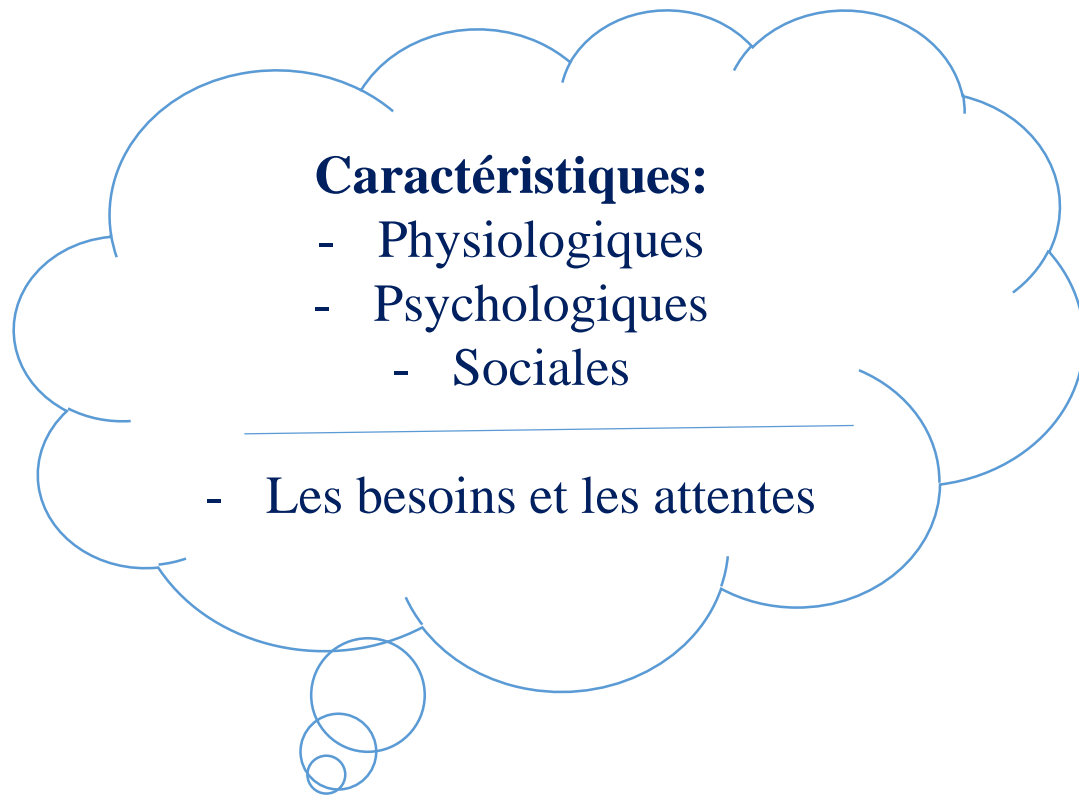 Caractéristiques:
- Physiologiques
- Psychologiques
- Sociales
- Les besoins et les attentes